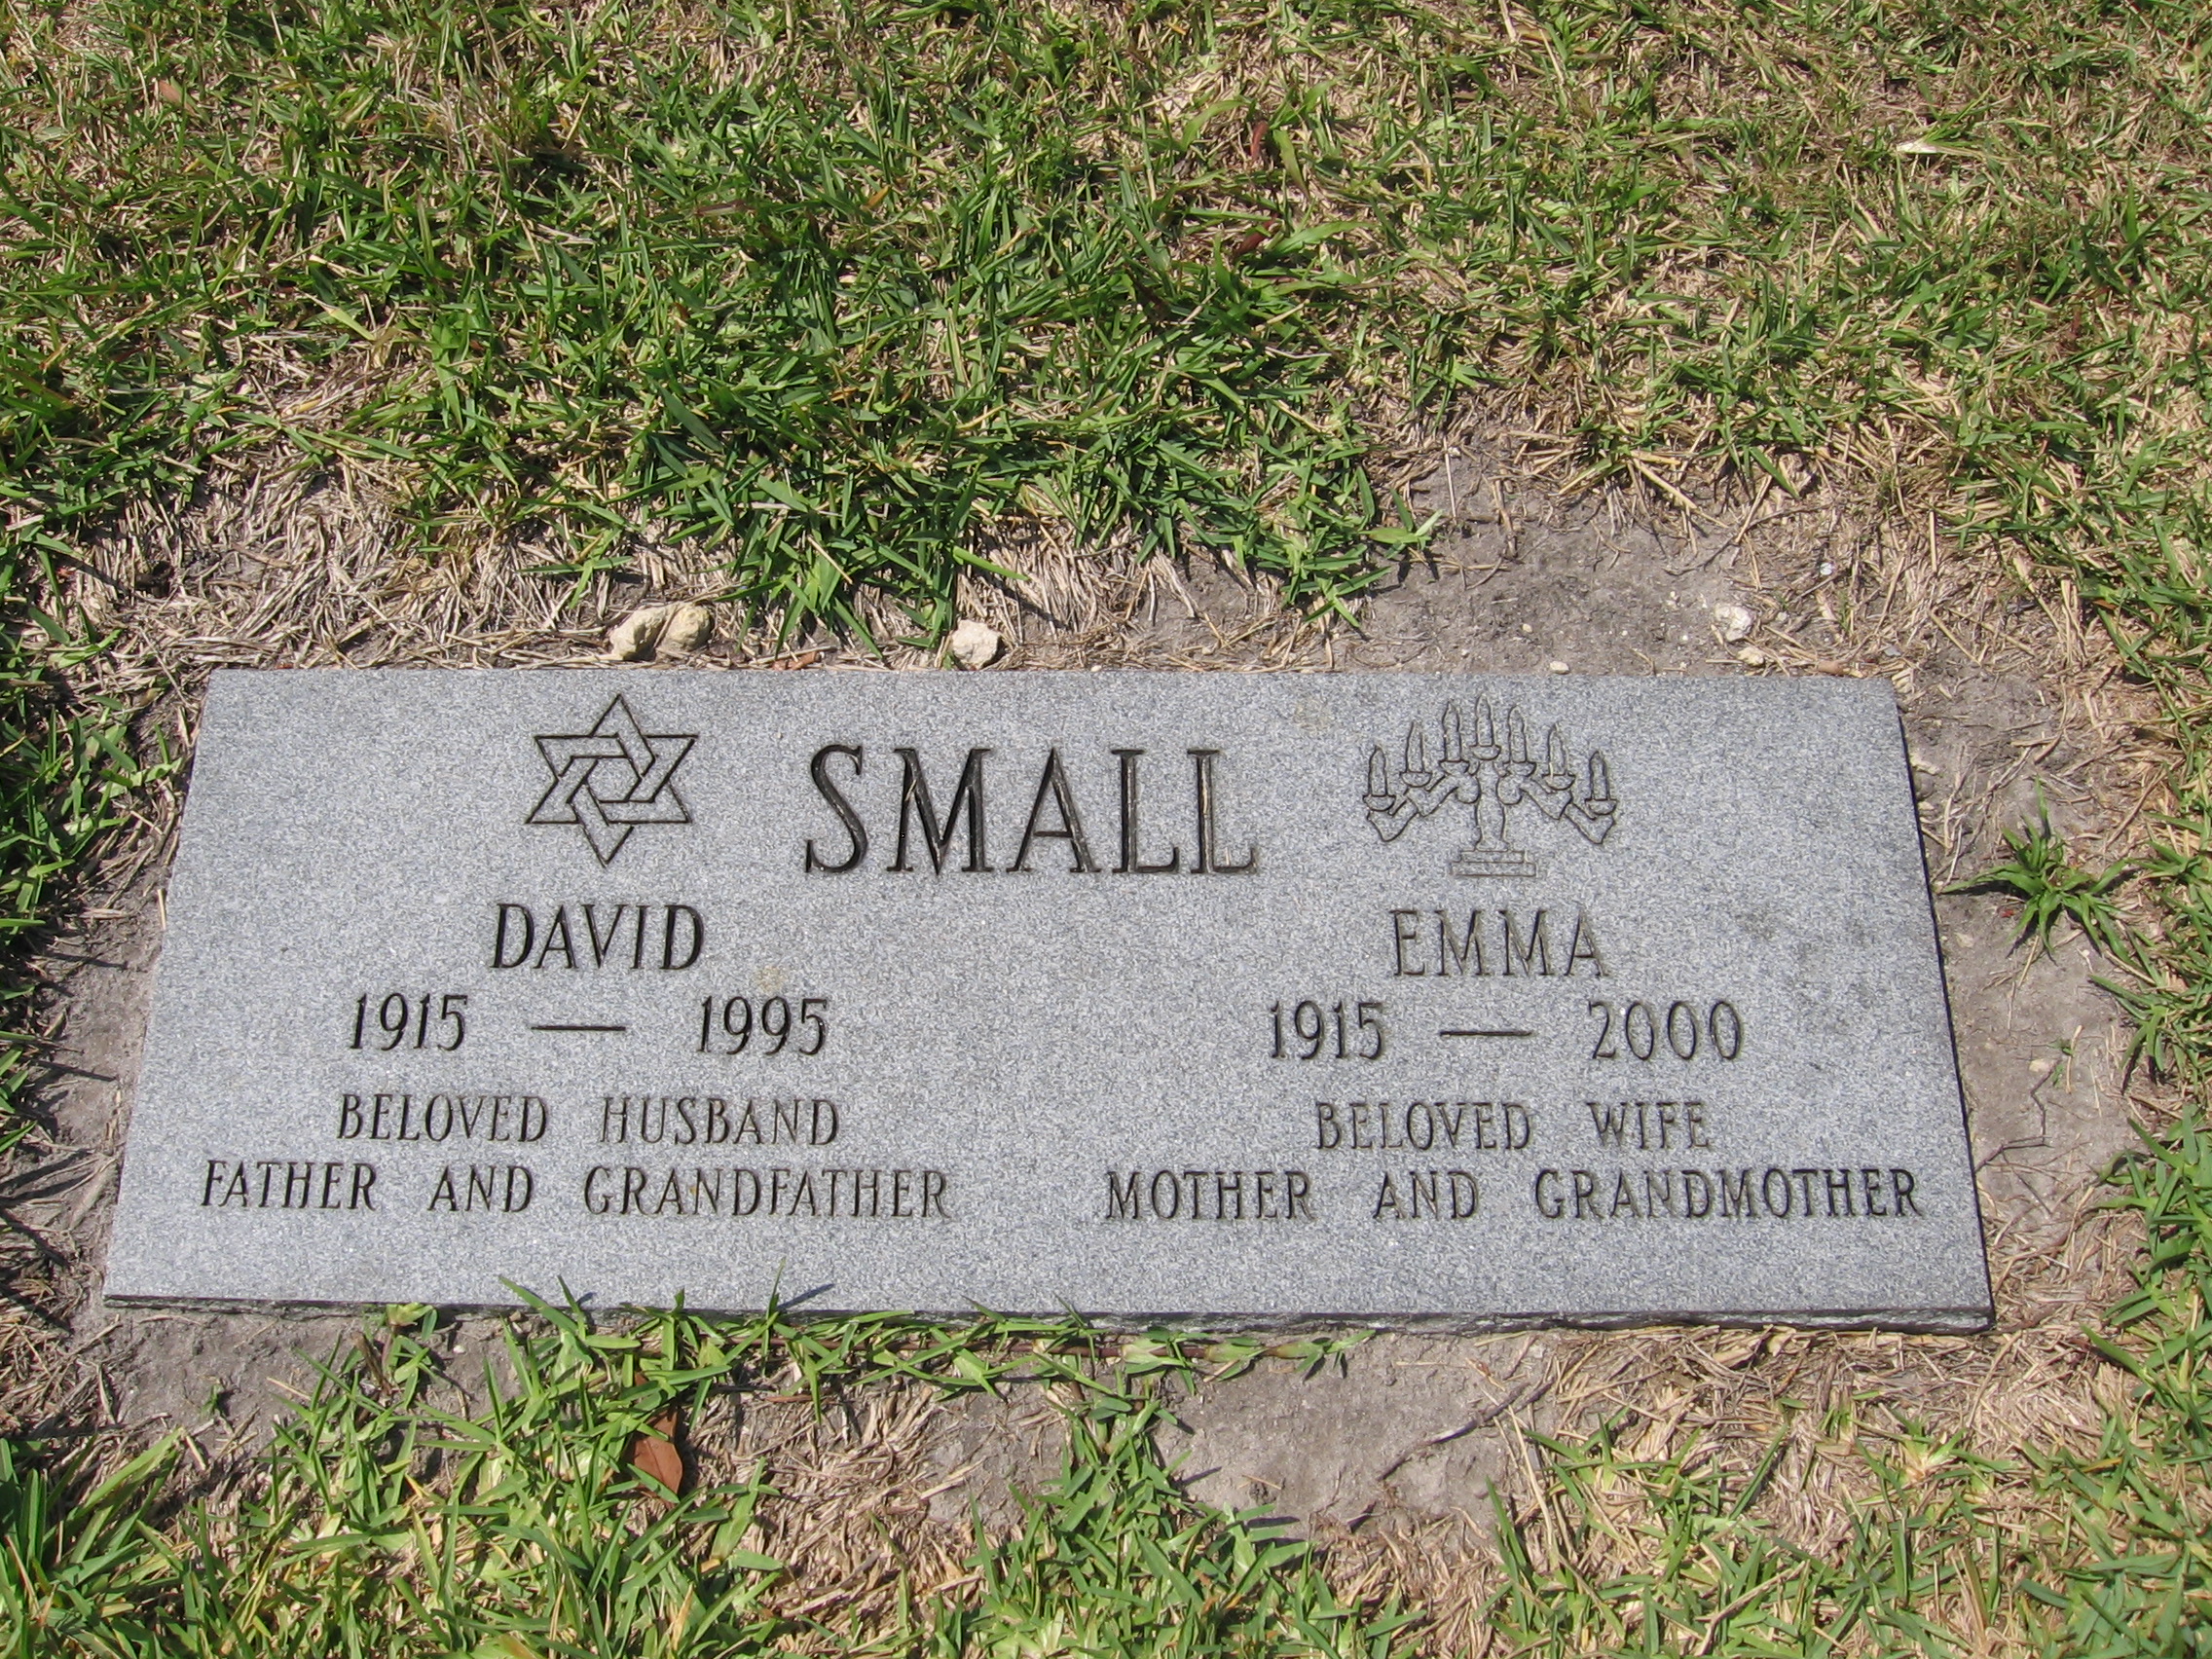 SMALL
DAVID
1915 — 1995
BELOVED HUSBAND
FATHER AND GRANDFATHER
EMMA
1915 — 2000
BELOVED WIFE
MOTHER AND GRANDMOTHER